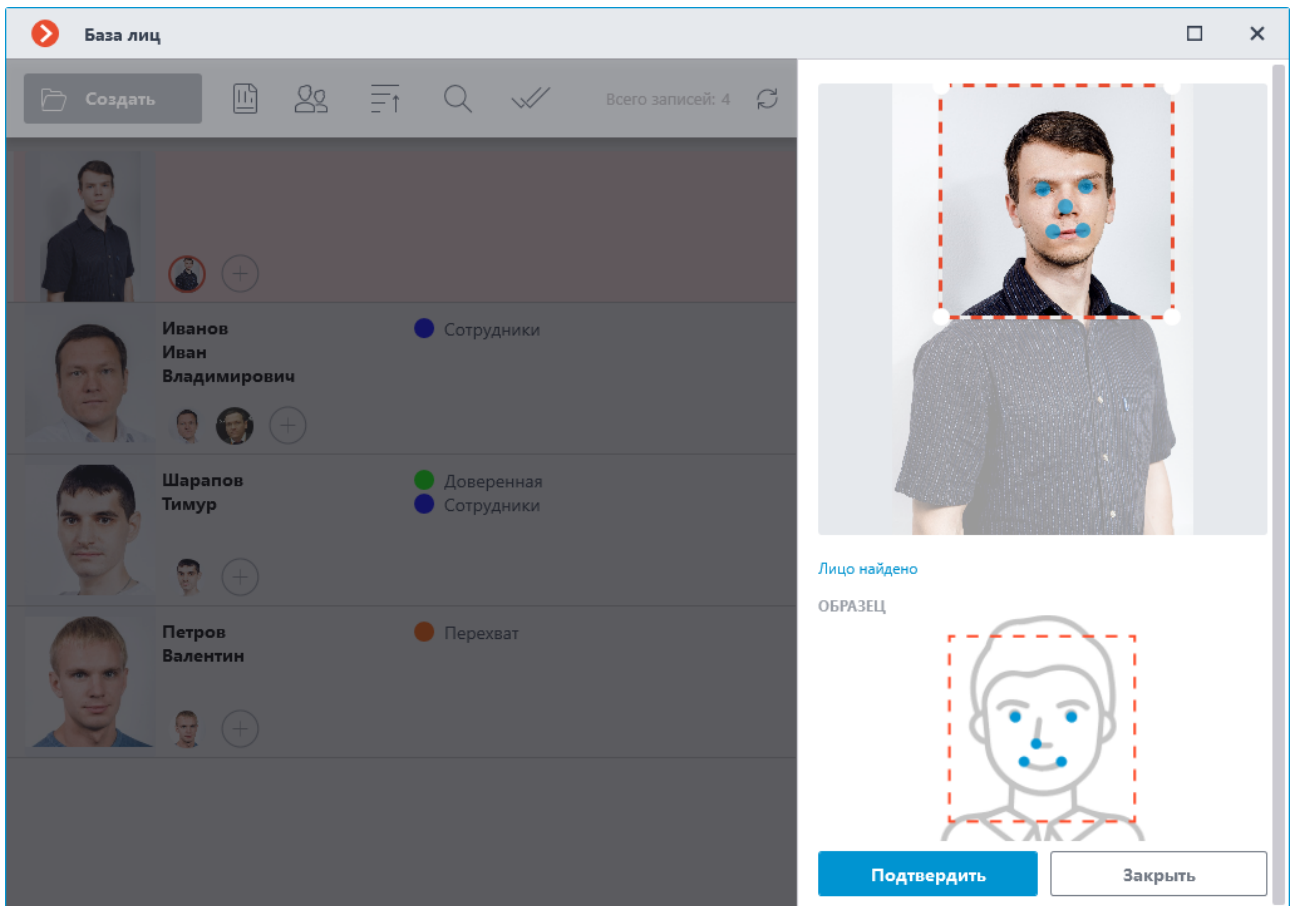 База лиц
Создать
Всего записей: 4
Иванов
Иван
Владимирович
Сотрудники
Шарапов
Тимур
Доверенная
Сотрудники
Петров
Валентин
Перехват
Лицо найдено
ОБРАЗЕЦ
Подтвердить
Закрыть